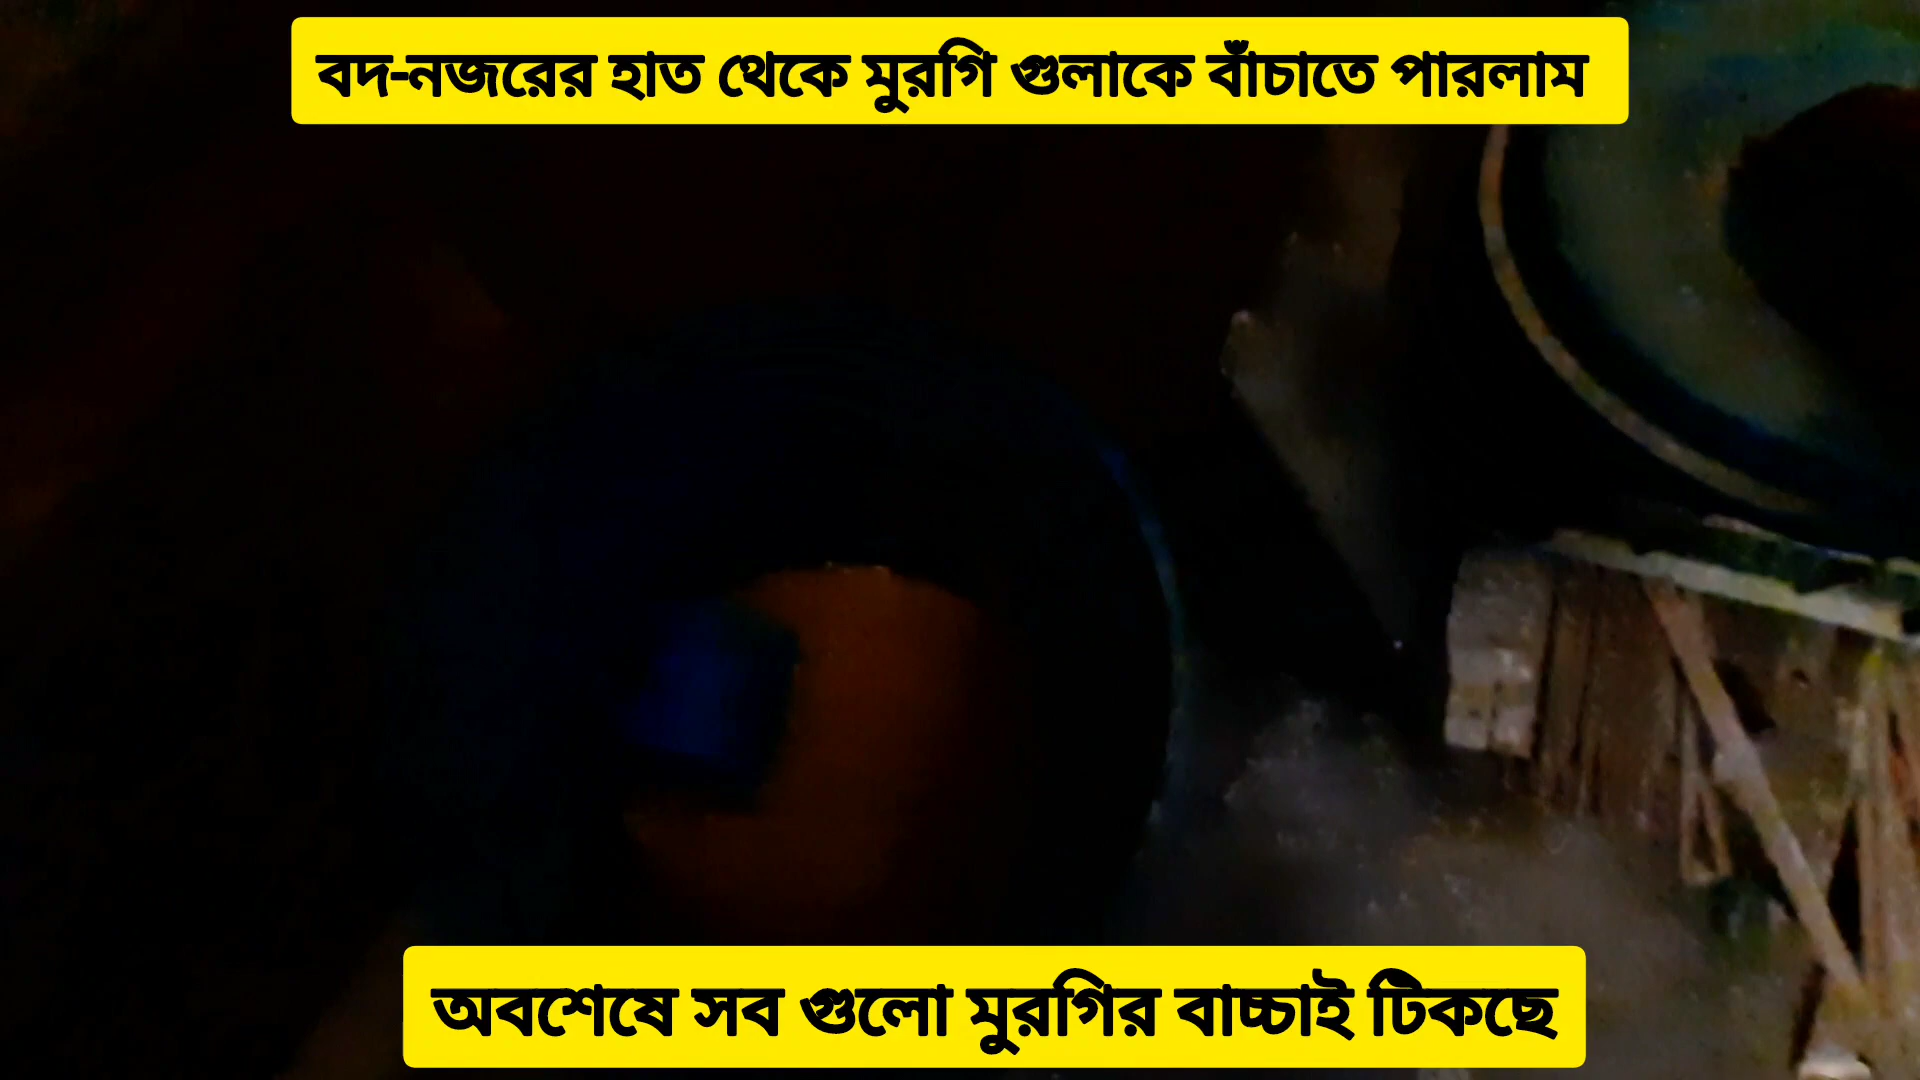 বদ-নজরের হাত থেকে মুরগি গুলাকে বাঁচাতে পারলাম
অবশেষে সব গুলো মুরগির বাচ্চাই টিকছে